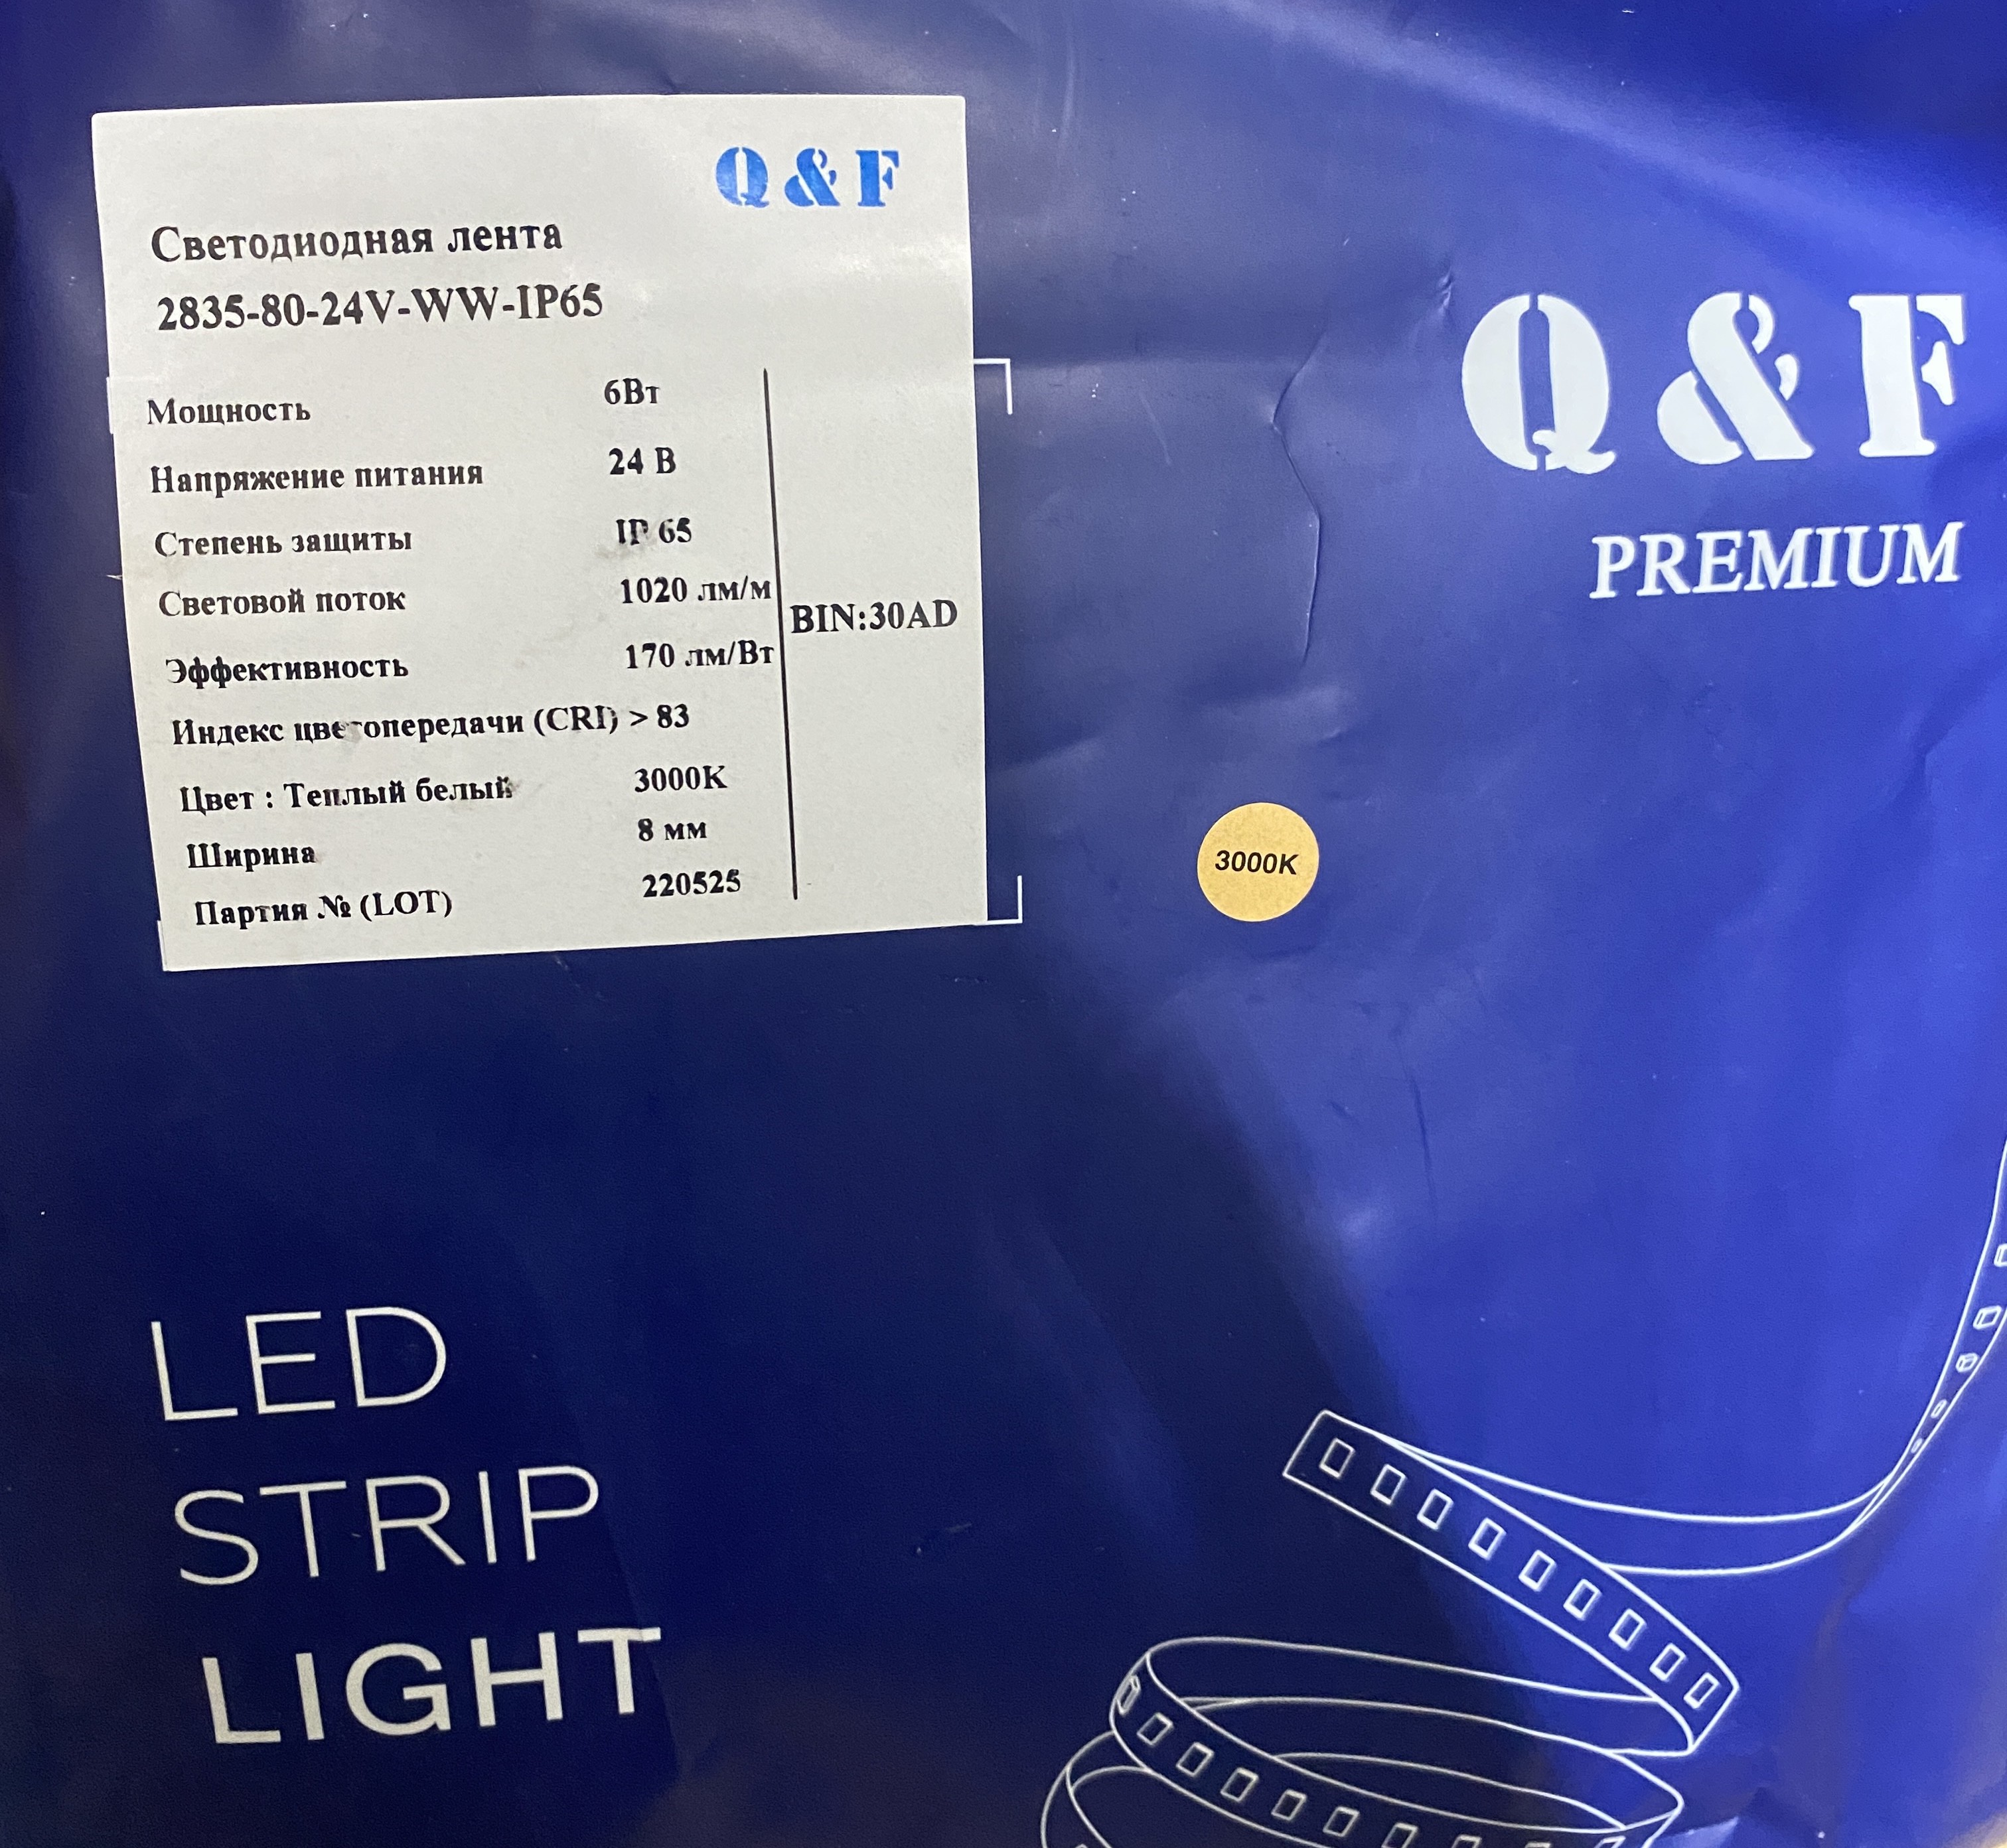 Q & F
Светодиодная лента
2835-80-24V-WW-IP65
Мощность 6Вт
Напряжение питания 24 В
Степень защиты IP 65
Световой поток 1020 лм/м
Эффективность 170 лм/Вт
Индекс цветопередачи (CRI) > 83
Цвет : Теплый белый 3000K
Ширина 8 мм
Партия № (LOT) 220525
BIN:30AD
Q & F
PREMIUM
3000K
LED
STRIP
LIGHT